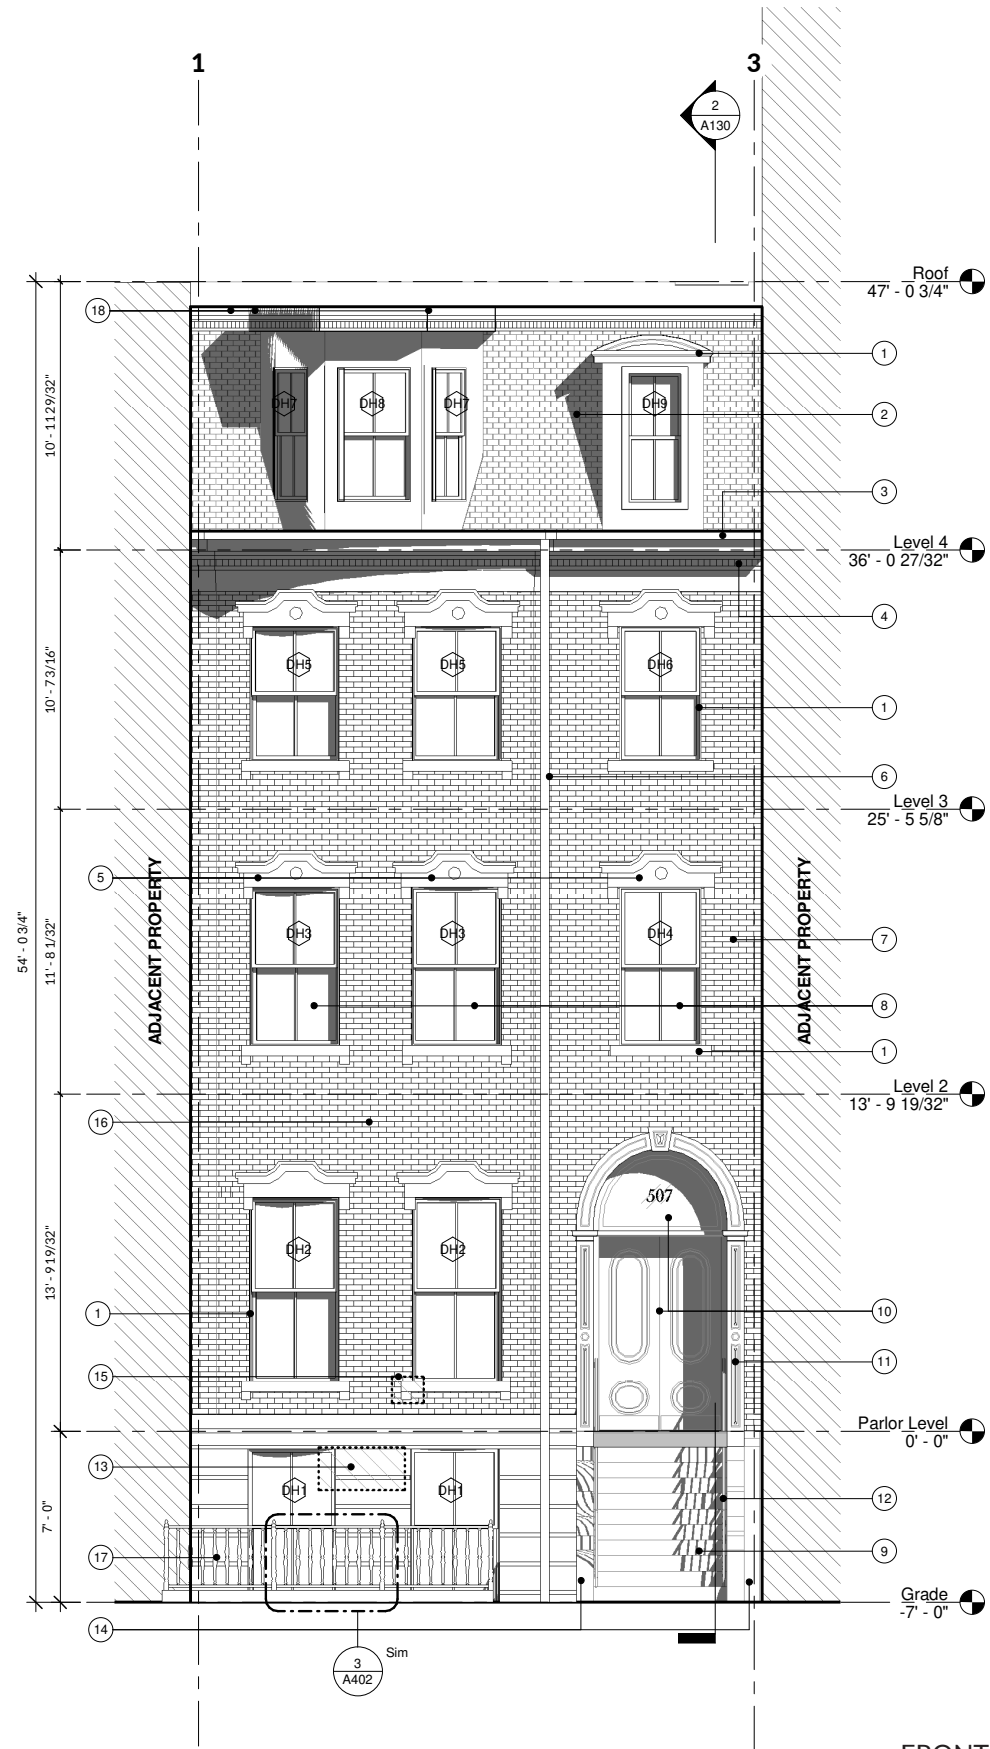 1
3
2
A130
Roof
47' - 0 3/4"
18
1
DH7
DH8
DH7
DH9
2
10' - 11 29/32"
3
Level 4
36' - 0 27/32"
4
DH5
DH5
DH6
10' - 7 3/16"
1
6
Level 3
25' - 5 5/8"
5
ADJACENT PROPERTY
ADJACENT PROPERTY
54' - 0 3/4"
11' - 8 1/32"
DH3
DH3
DH4
7
8
1
Level 2
13' - 9 19/32"
16
507
DH2
DH2
13' - 9 19/32"
1
10
11
15
Parlor Level
0' - 0"
13
DH1
DH1
12
7' - 0"
17
9
Grade
-7' - 0"
14
Sim
3
A402